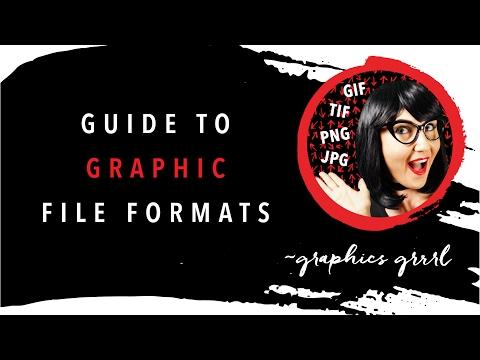 GUIDE TO
GRAPHIC
FILE FORMATS
GIF
TIF
PNG
JPG
~graphics grrrl